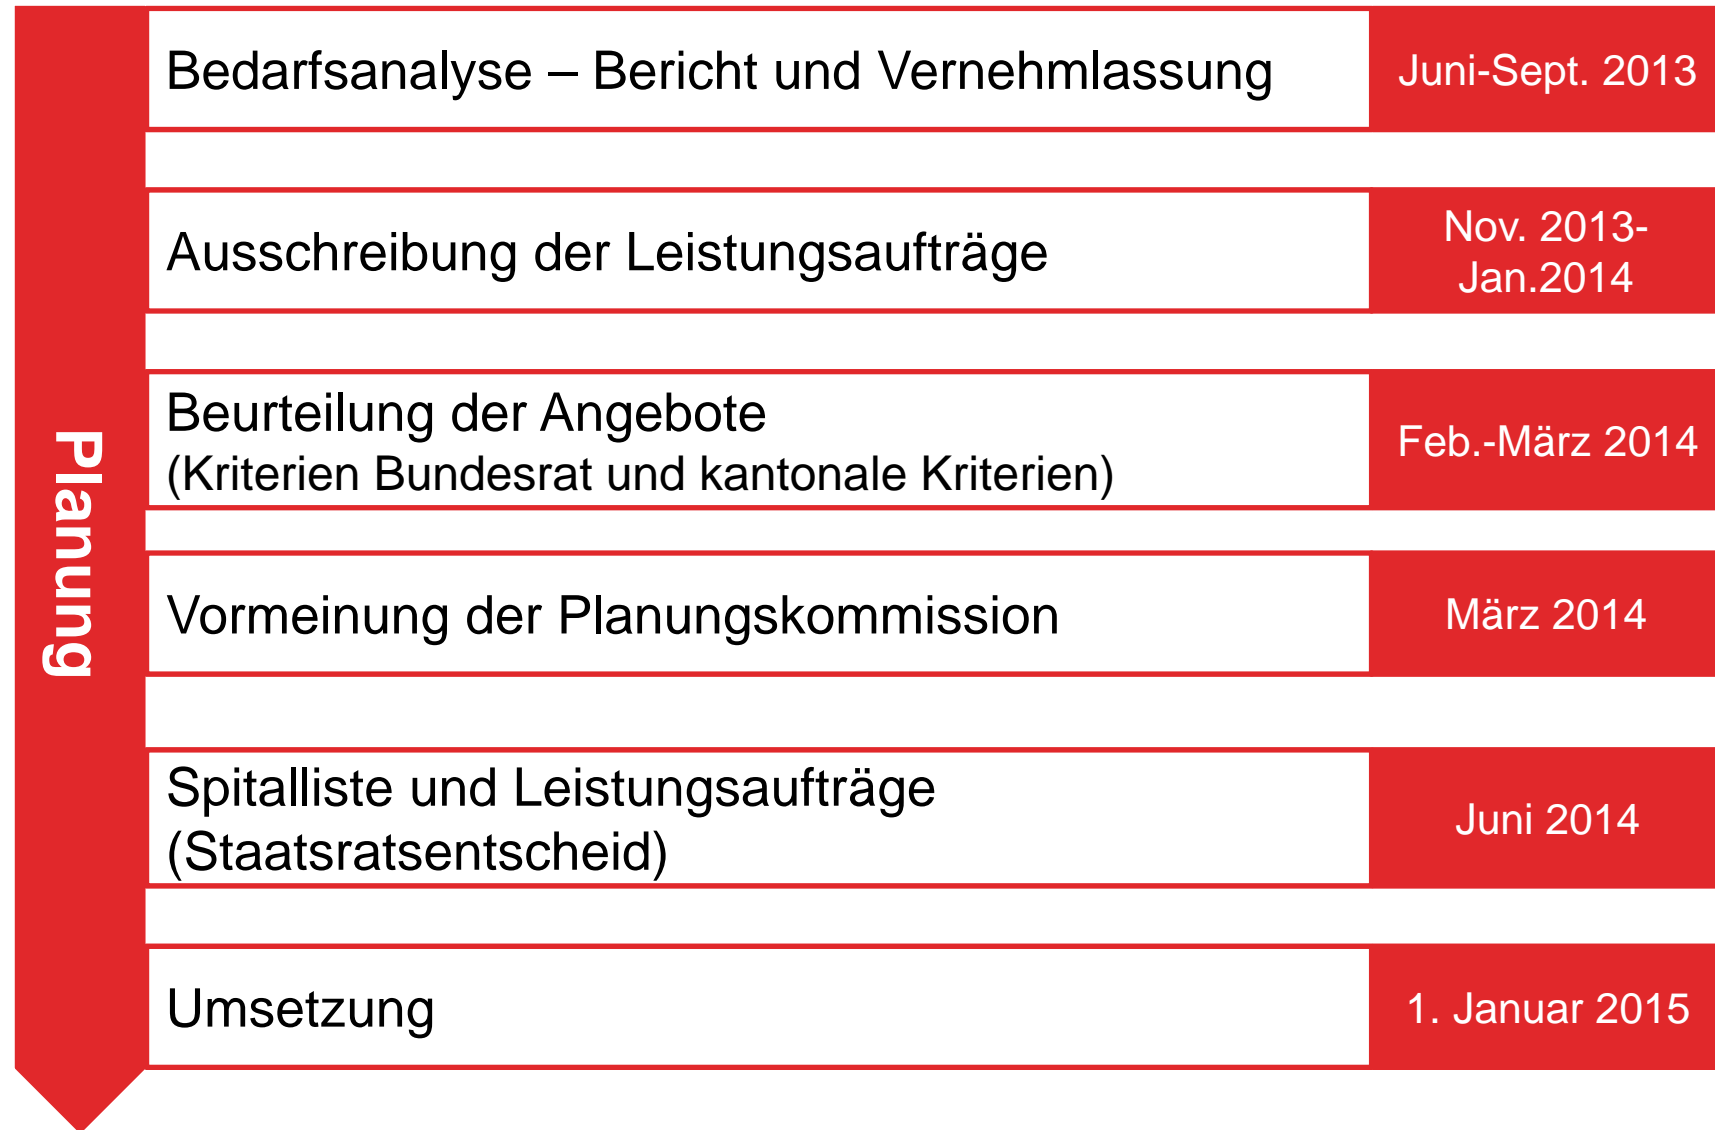 Planung
Bedarfsanalyse – Bericht und Vernehmlassung
Juni-Sept. 2013
Ausschreibung der Leistungsaufträge
Nov. 2013-
Jan.2014
Beurteilung der Angebote
(Kriterien Bundesrat und kantonale Kriterien)
Feb.-März 2014
Vormeinung der Planungskommission
März 2014
Spitalliste und Leistungsaufträge
(Staatsratsentscheid)
Juni 2014
Umsetzung
1. Januar 2015